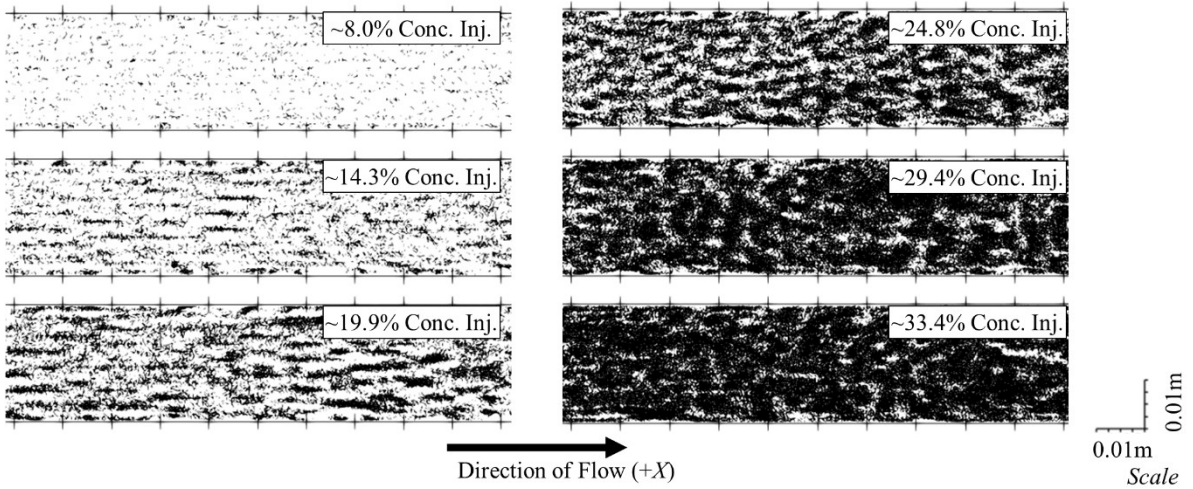 ~8.0% Conc. Inj.
~14.3% Conc. Inj.
~19.9% Conc. Inj.
~24.8% Conc. Inj.
~29.4% Conc. Inj.
~33.4% Conc. Inj.
Direction of Flow (+X)
0.01m
0.01m
Scale